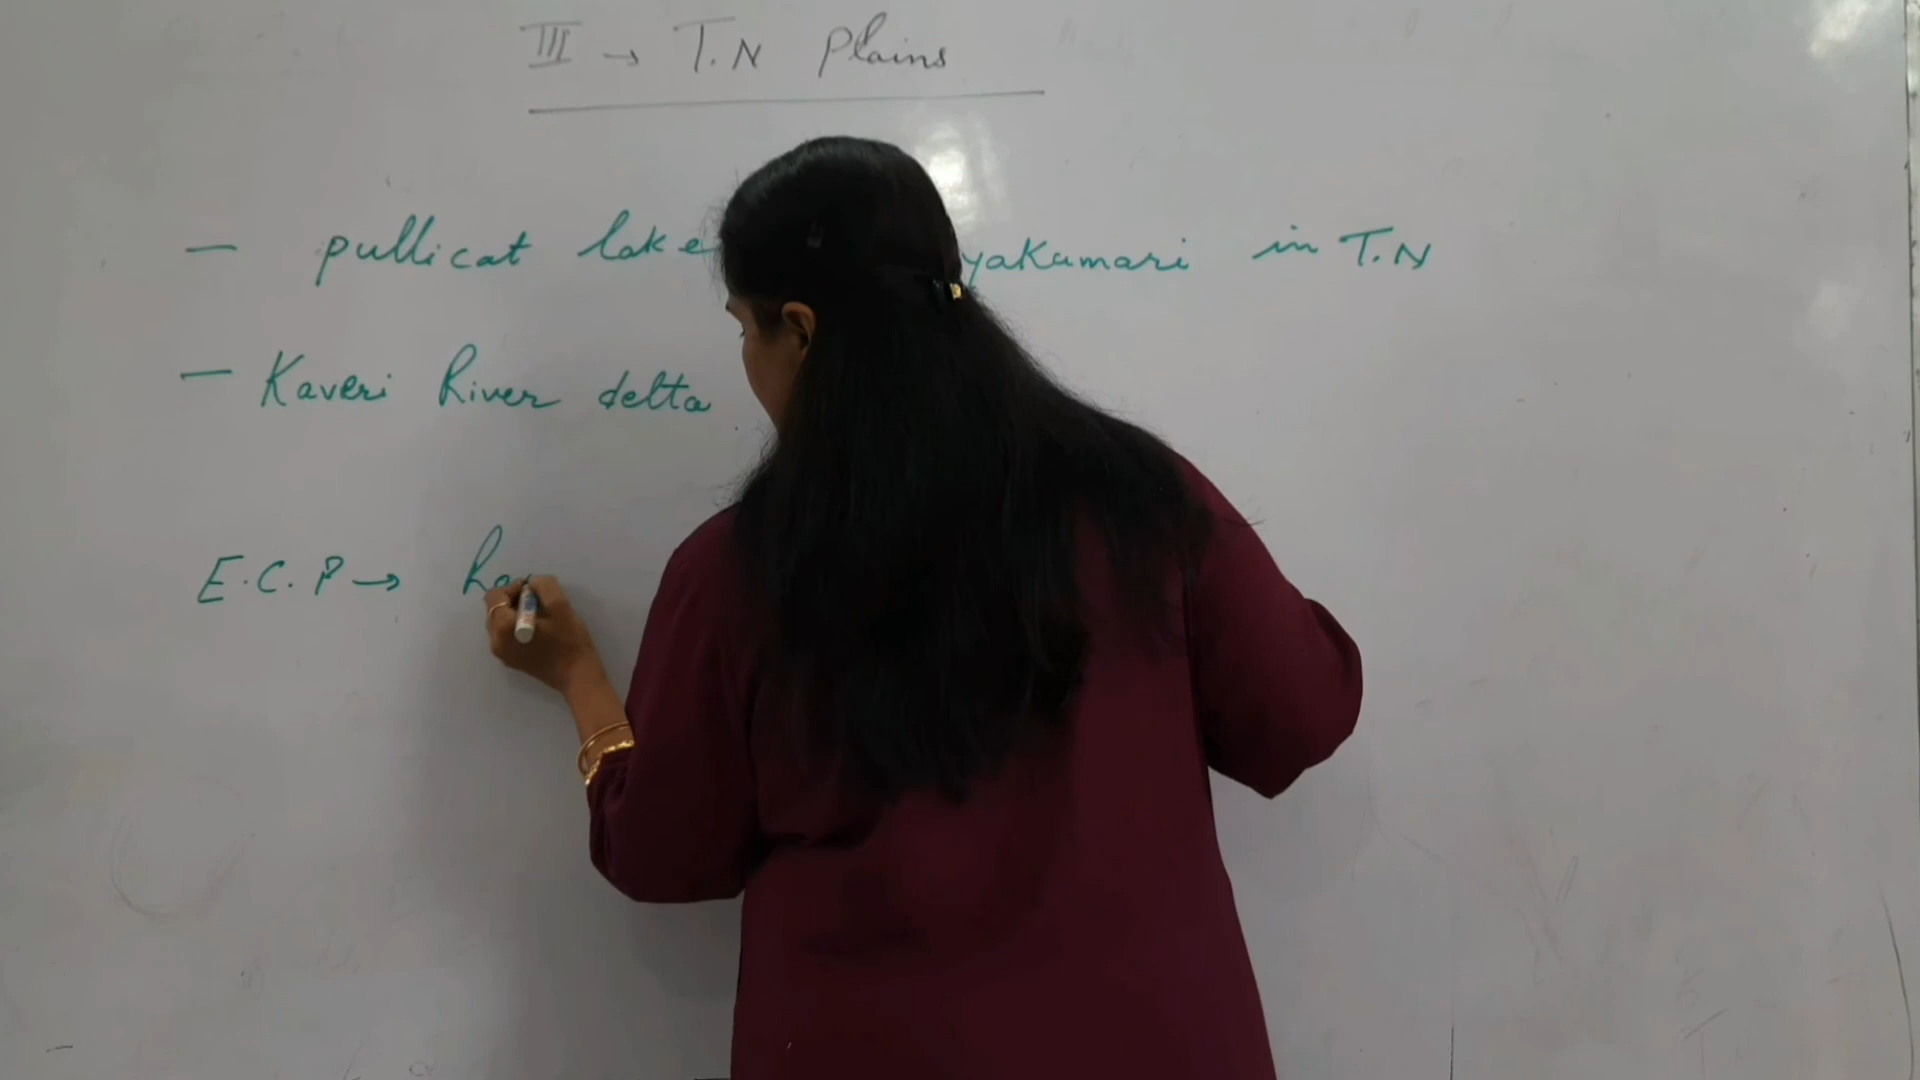 III → T.N Plains
— pullicat lake yakumari in T.N
— Kaveri River delta
E.C.P →